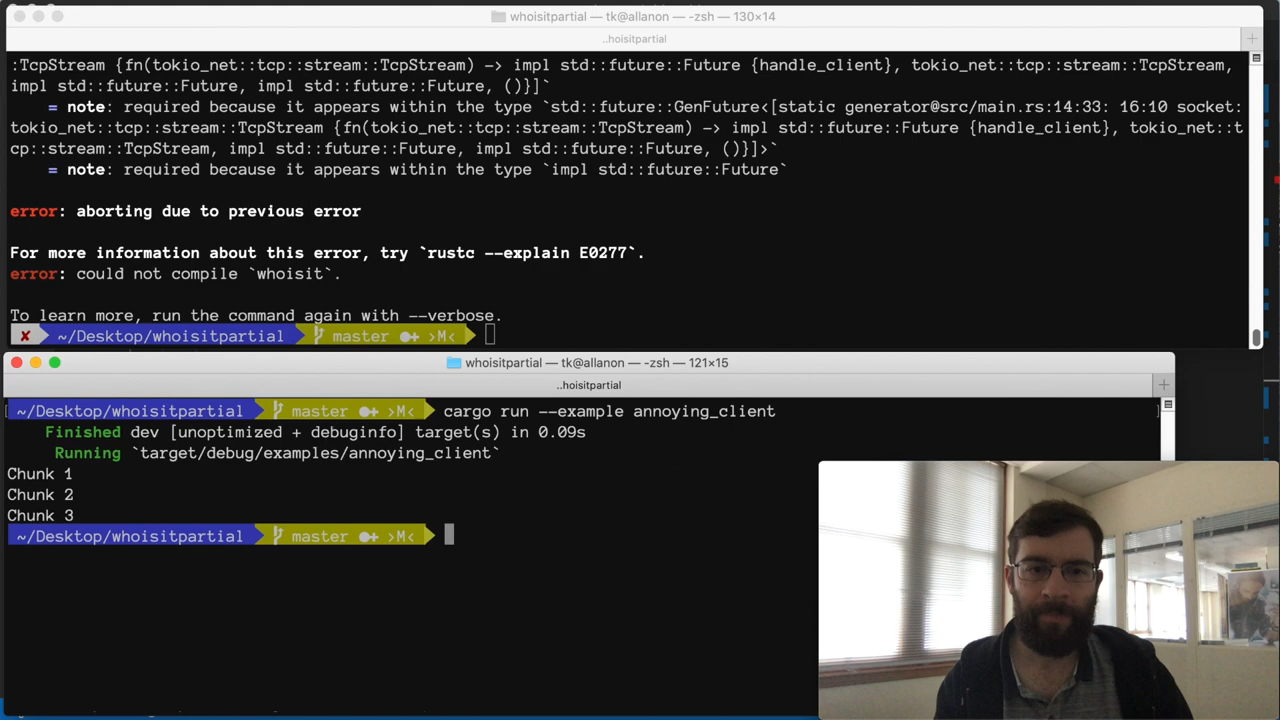 whoisitpartial — tk@allanon — -zsh — 130×14
..hoisitpartial
:TcpStream {fn(tokio_net::tcp::stream::TcpStream) -> impl std::future::Future {handle_client}, tokio_net::tcp::stream::TcpStream,
impl std::future::Future, impl std::future::Future, ()}]`
= note: required because it appears within the type `std::future::GenFuture<[static generator@src/main.rs:14:33: 16:10 socket:
tokio_net::tcp::stream::TcpStream {fn(tokio_net::tcp::stream::TcpStream) -> impl std::future::Future {handle_client}, tokio_net::t
cp::stream::TcpStream, impl std::future::Future, impl std::future::Future, ()}]>`
= note: required because it appears within the type `impl std::future::Future`
error: aborting due to previous error
For more information about this error, try `rustc --explain E0277`.
error: could not compile `whoisit`.
To learn more, run the command again with --verbose.
✘ ~/Desktop/whoisitpartial master ●✚ >M<
whoisitpartial — tk@allanon — -zsh — 121×15
..hoisitpartial
~/Desktop/whoisitpartial master ●✚ >M< cargo run --example annoying_client
Finished dev [unoptimized + debuginfo] target(s) in 0.09s
Running `target/debug/examples/annoying_client`
Chunk 1
Chunk 2
Chunk 3
~/Desktop/whoisitpartial master ●✚ >M<